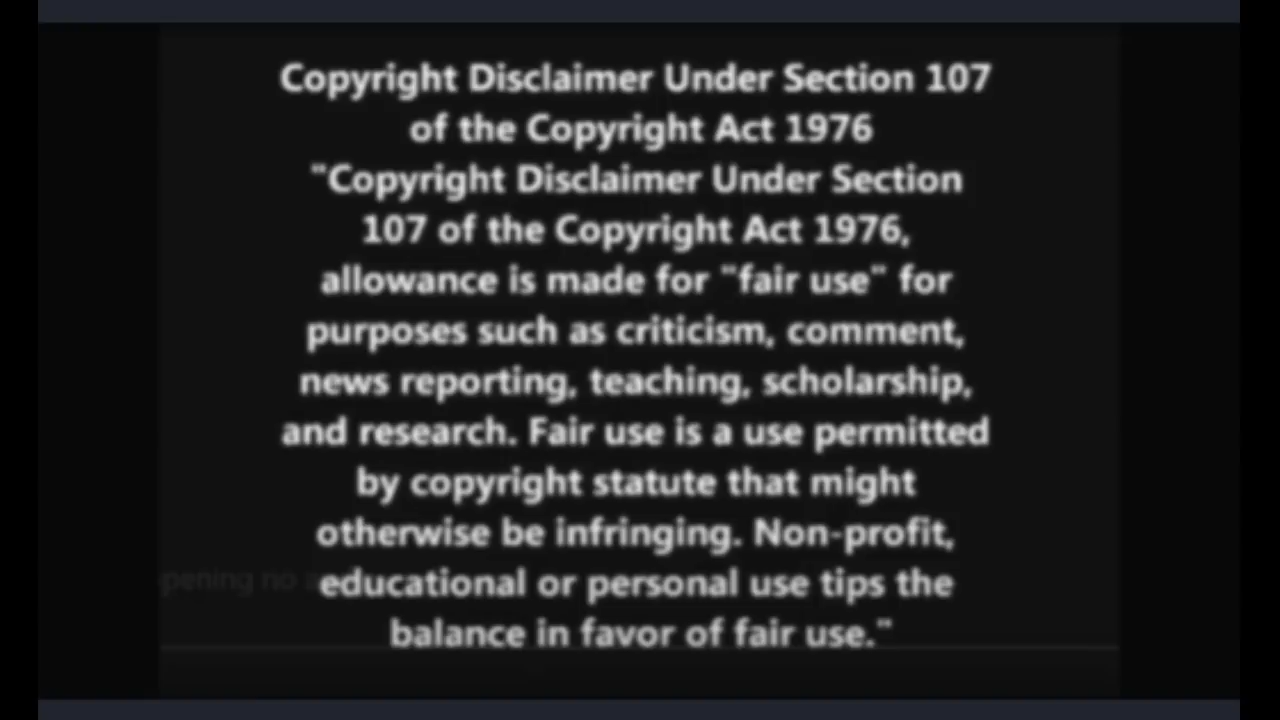 Copyright Disclaimer Under Section 107
of the Copyright Act 1976
"Copyright Disclaimer Under Section
107 of the Copyright Act 1976,
allowance is made for "fair use" for
purposes such as criticism, comment,
news reporting, teaching, scholarship,
and research. Fair use is a use permitted
by copyright statute that might
otherwise be infringing. Non-profit,
pening no
educational or personal use tips the
balance in favor of fair use."